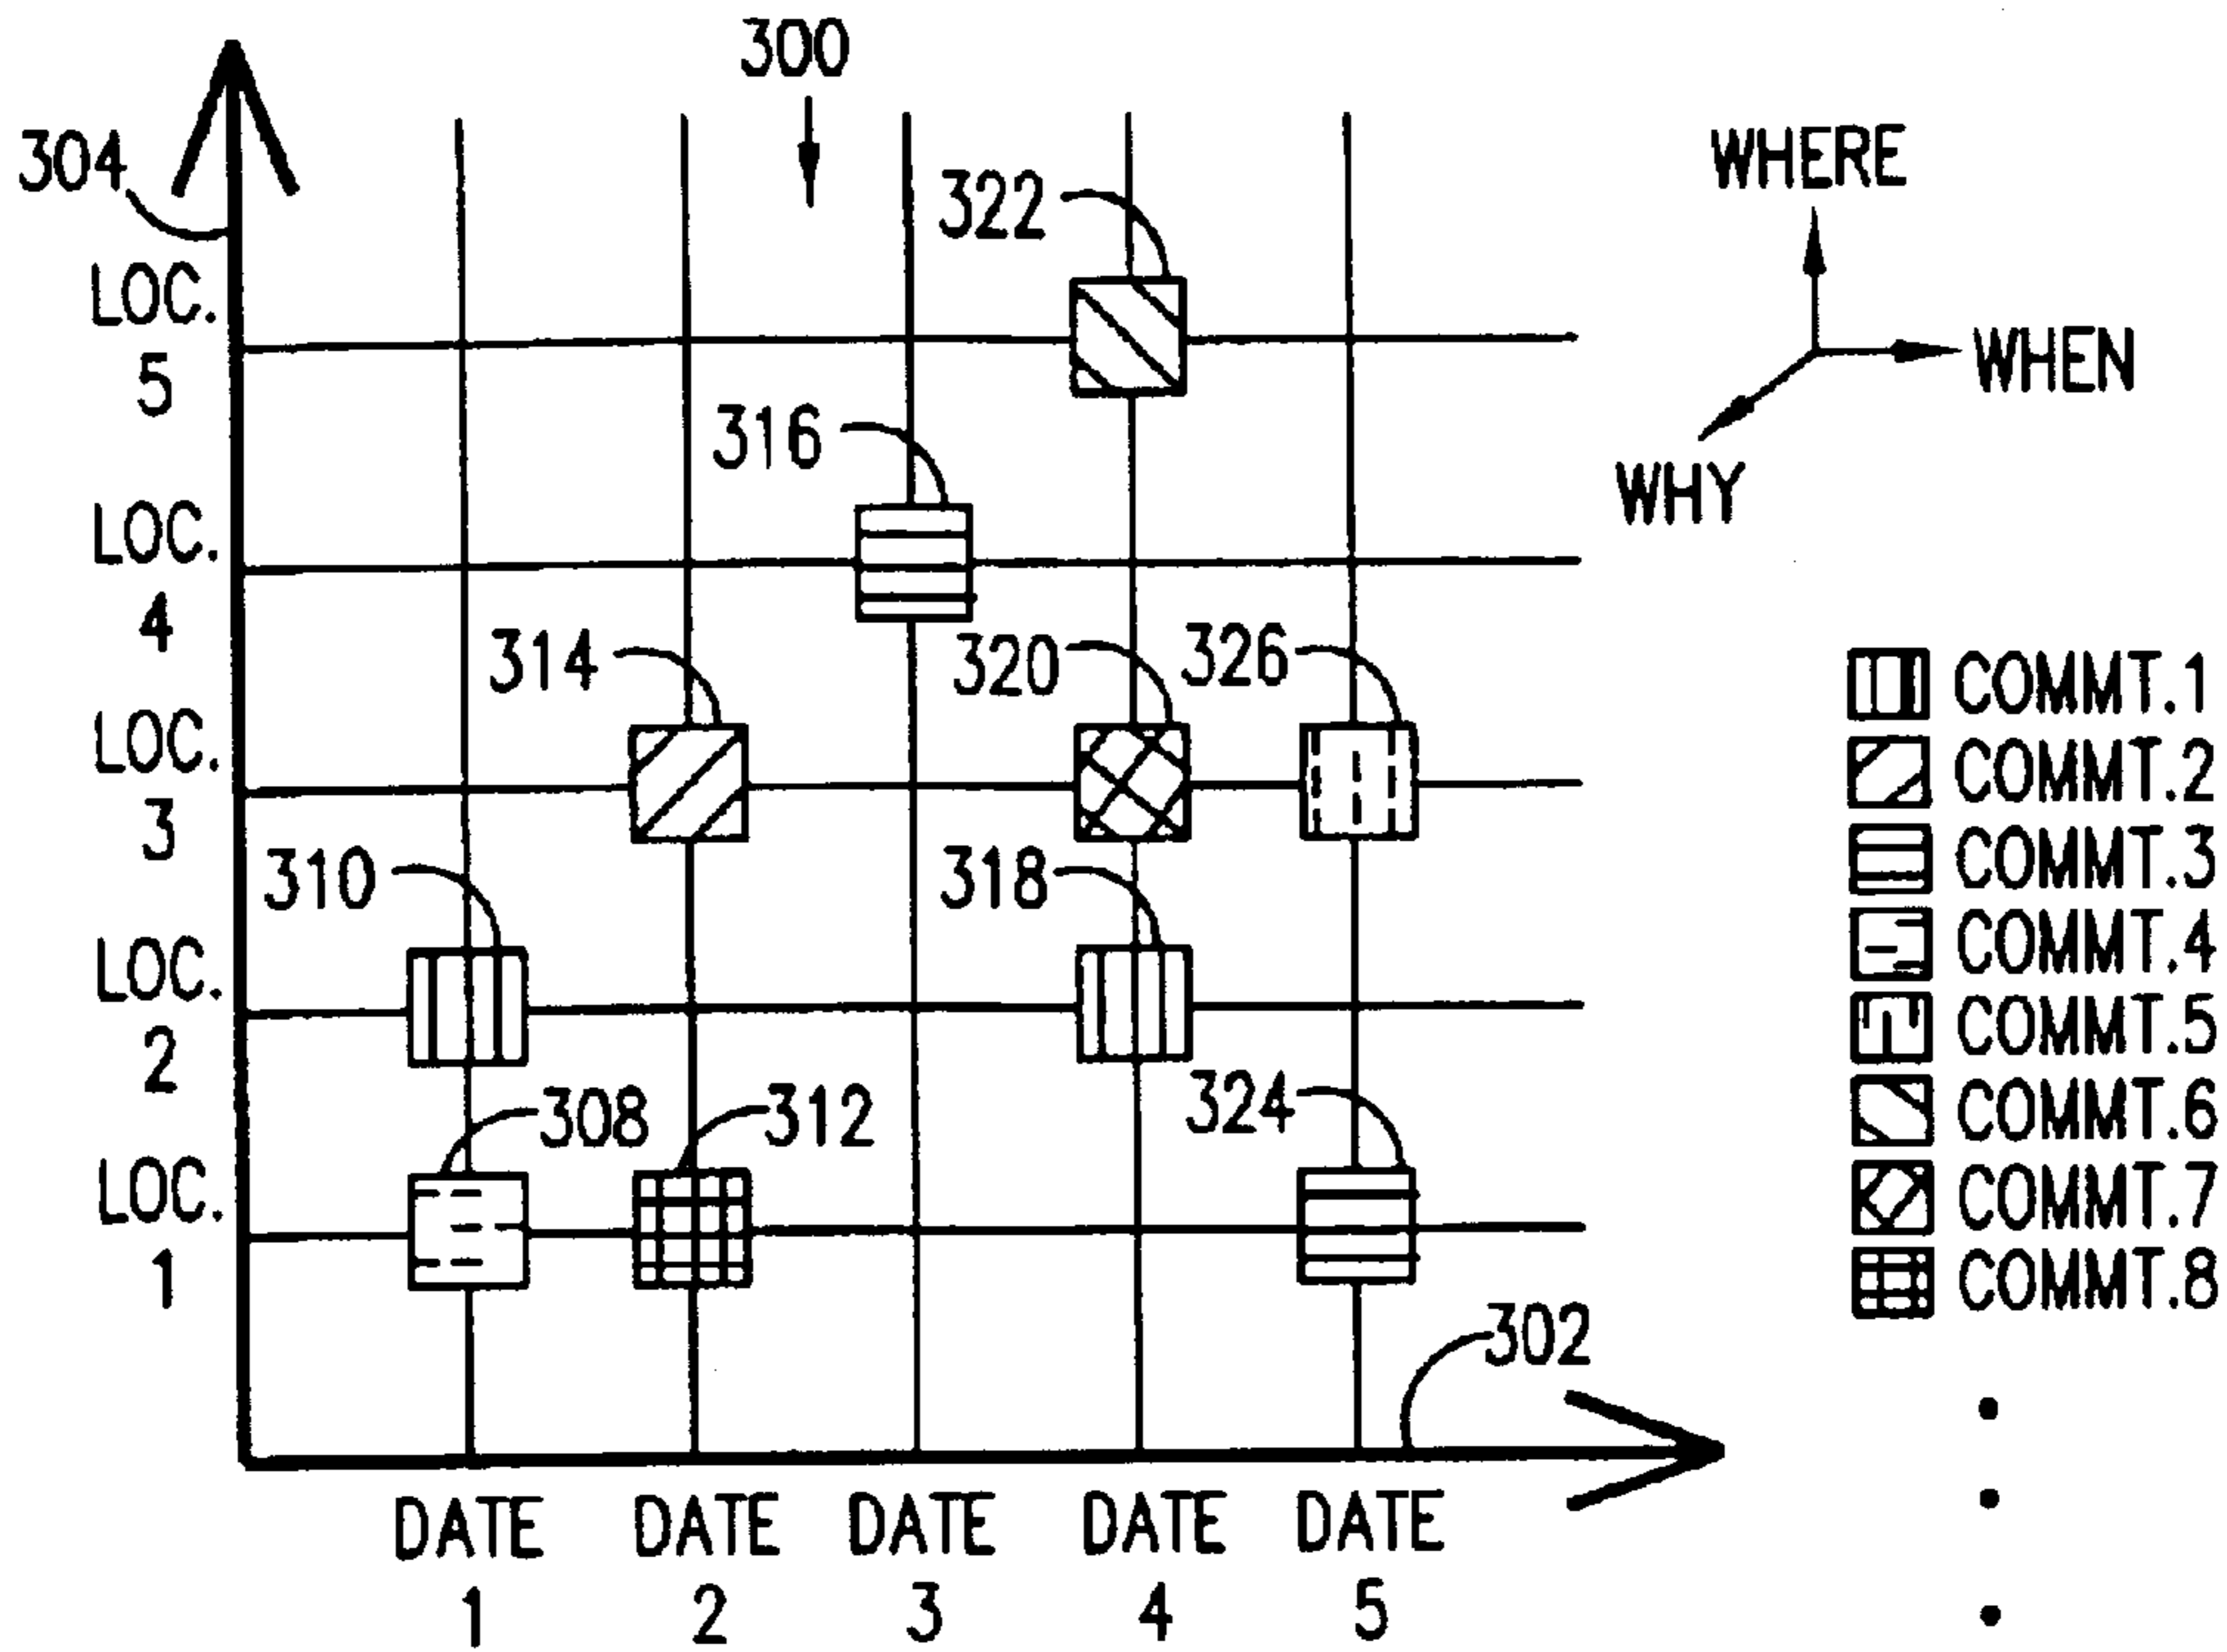 300
304
WHERE
322
LOC.
5
WHEN
316
WHY
LOC.
4
314
320
326
COMMT.1
LOC.
3
COMMT.2
310
318
COMMT.3
LOC.
2
COMMT.4
COMMT.5
308
312
324
COMMT.6
LOC.
1
COMMT.7
COMMT.8
302
DATE
1
DATE
2
DATE
3
DATE
4
DATE
5